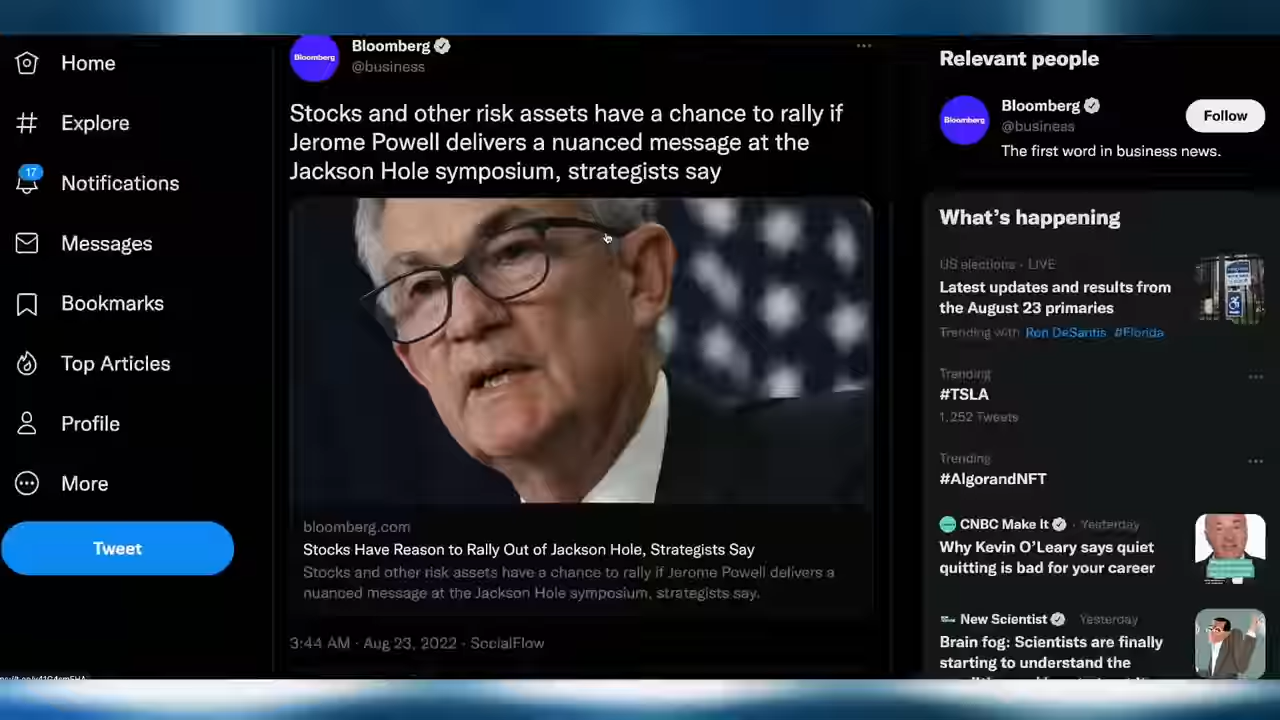 Home
Explore
17
Notifications
Messages
Bookmarks
Top Articles
Profile
More
Tweet
Bloomberg
Bloomberg
@business
Stocks and other risk assets have a chance to rally if
Jerome Powell delivers a nuanced message at the
Jackson Hole symposium, strategists say
bloomberg.com
Stocks Have Reason to Rally Out of Jackson Hole, Strategists Say
Stocks and other risk assets have a chance to rally if Jerome Powell delivers a
nuanced message at the Jackson Hole symposium, strategists say.
3:44 AM · Aug 23, 2022 · SocialFlow
Relevant people
Bloomberg
Bloomberg
@business
Follow
The first word in business news.
What's happening
US elections · LIVE
Latest updates and results from
the August 23 primaries
Trending with Ron DeSantis #Florida
Trending
#TSLA
1,252 Tweets
Trending
#AlgorandNFT
CNBC Make It · Yesterday
Why Kevin O'Leary says quiet
quitting is bad for your career
New Scientist · Yesterday
Brain fog: Scientists are finally
starting to understand the